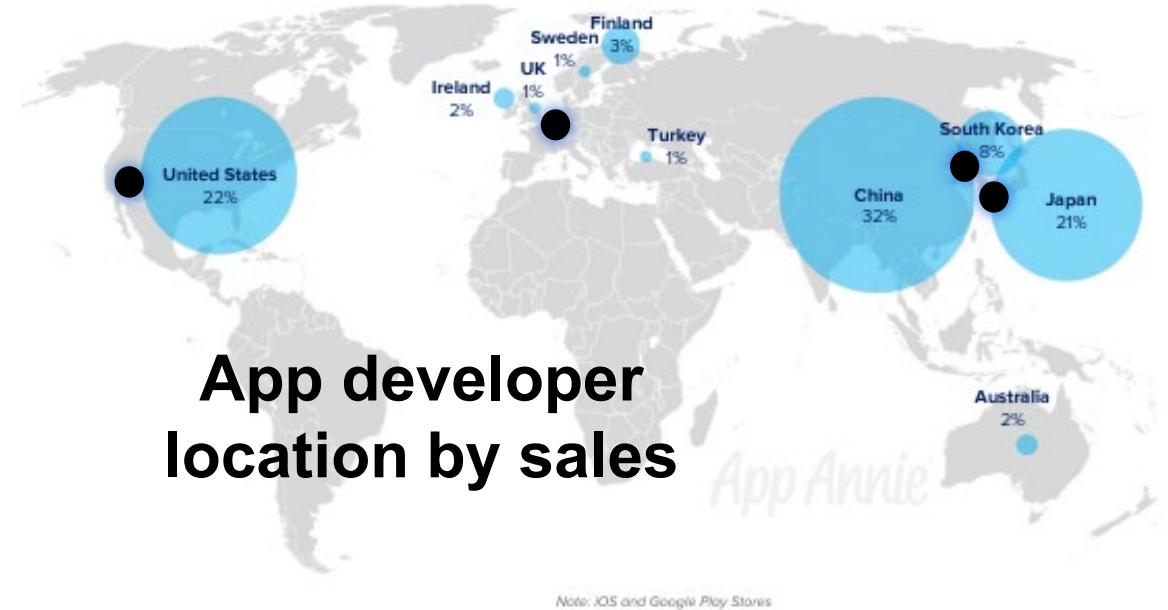 Finland
3%
Sweden
1%
UK
1%
Ireland
2%
Turkey
1%
South Korea
8%
United States
22%
China
32%
Japan
21%
App developer
location by sales
Australia
2%
App Annie
Note: iOS and Google Play Stores